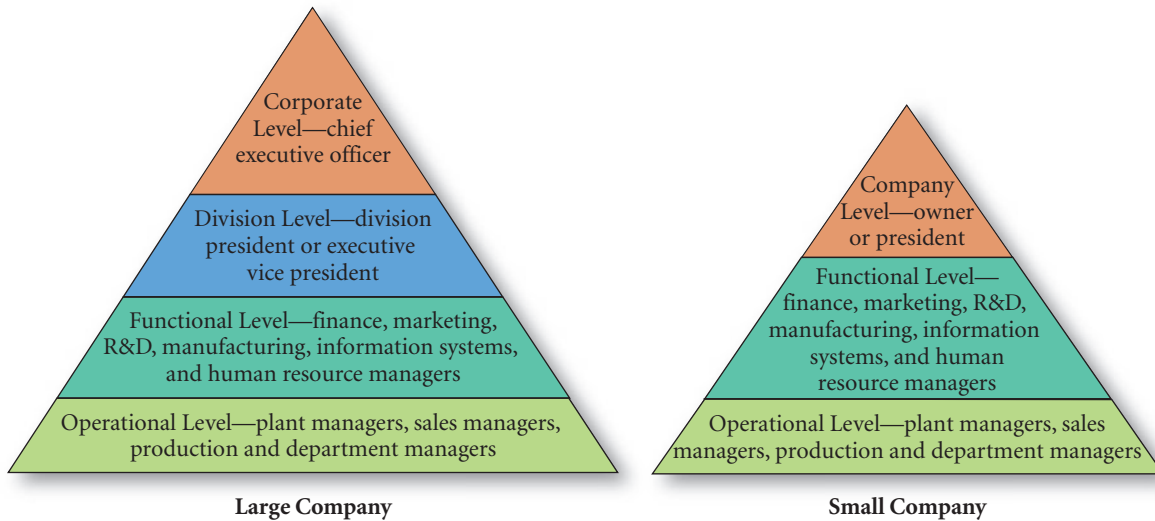 Corporate
Level—chief
executive officer
Division Level—division
president or executive
vice president
Functional Level—finance, marketing,
R&D, manufacturing, information systems,
and human resource managers
Operational Level—plant managers, sales managers,
production and department managers
Large Company
Company
Level—owner
or president
Functional Level—
finance, marketing, R&D,
manufacturing, information
systems, and human
resource managers
Operational Level—plant managers, sales
managers, production and department managers
Small Company